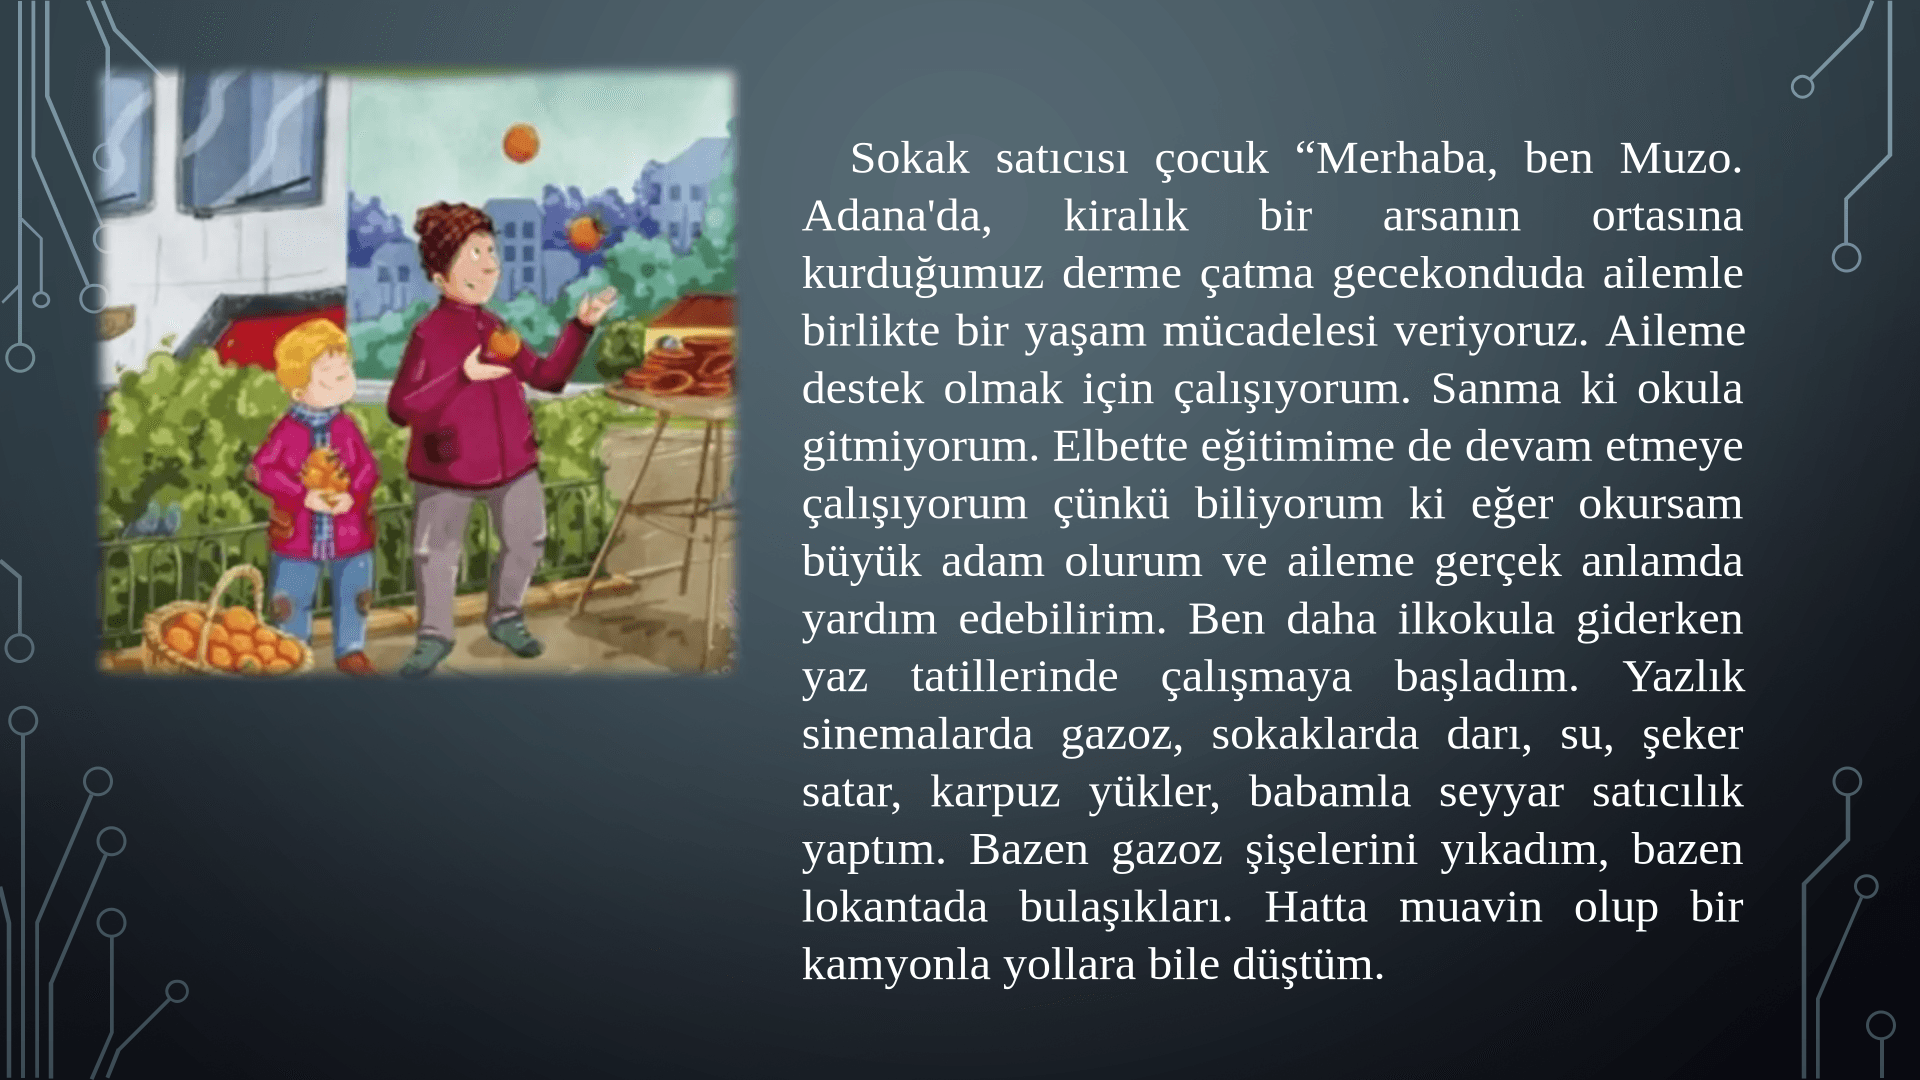 Sokak satıcısı çocuk “Merhaba, ben Muzo.
Adana'da, kiralık bir arsanın ortasına
kurduğumuz derme çatma gecekonduda ailemle
birlikte bir yaşam mücadelesi veriyoruz. Aileme
destek olmak için çalışıyorum. Sanma ki okula
gitmiyorum. Elbette eğitimime de devam etmeye
çalışıyorum çünkü biliyorum ki eğer okursam
büyük adam olurum ve aileme gerçek anlamda
yardım edebilirim. Ben daha ilkokula giderken
yaz tatillerinde çalışmaya başladım. Yazlık
sinemalarda gazoz, sokaklarda darı, su, şeker
satar, karpuz yükler, babamla seyyar satıcılık
yaptım. Bazen gazoz şişelerini yıkadım, bazen
lokantada bulaşıkları. Hatta muavin olup bir
kamyonla yollara bile düştüm.